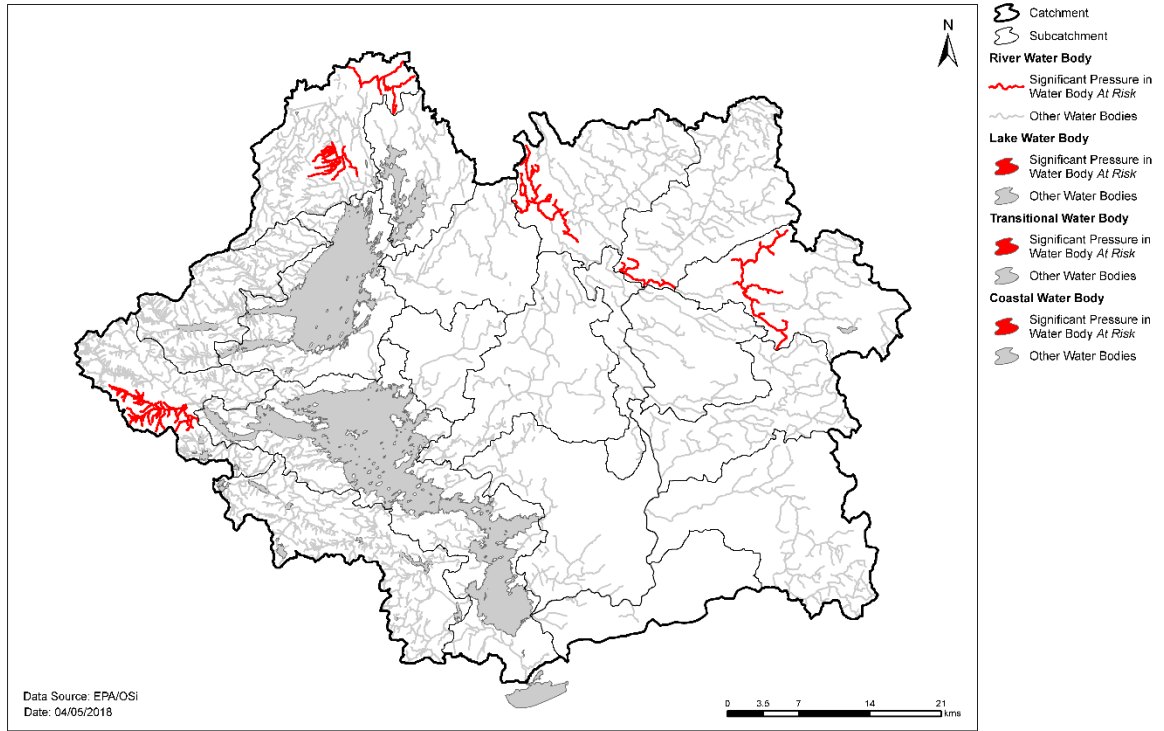 N
Catchment
Subcatchment
River Water Body
Significant Pressure in
Water Body At Risk
Other Water Bodies
Lake Water Body
Significant Pressure in
Water Body At Risk
Other Water Bodies
Transitional Water Body
Significant Pressure in
Water Body At Risk
Other Water Bodies
Coastal Water Body
Significant Pressure in
Water Body At Risk
Other Water Bodies
Data Source: EPA/OSi
Date: 04/05/2018
0 3.5 7 14 21
kms